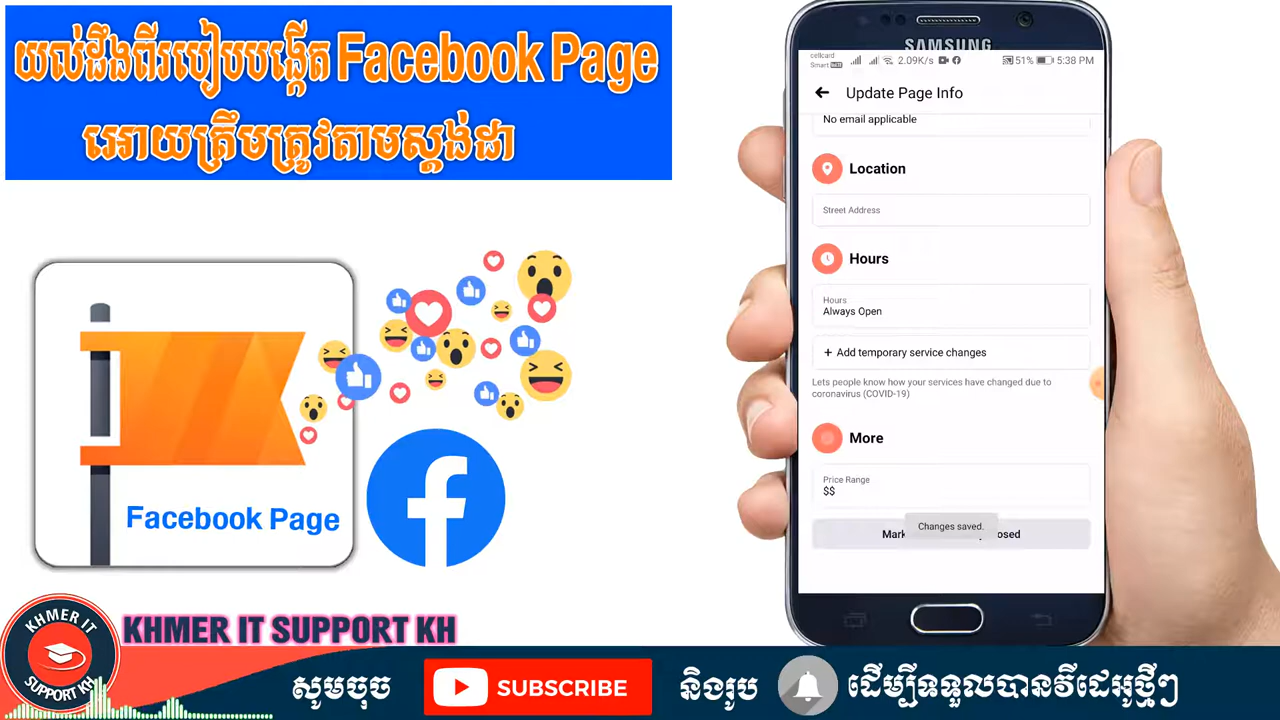 យល់ដឹងពីរបៀបបង្កើត Facebook Page
អោយត្រឹមត្រូវតាមស្តង់ដា
Facebook Page
KHMER IT
SUPPORT KH
KHMER IT SUPPORT KH
សូមចុច
SUBSCRIBE
និងរូប
ដើម្បីទទួលបានវីដេអូថ្មីៗ
SAMSUNG
cellcard
Smart
2.09K/s
51%
5:38 PM
Update Page Info
No email applicable
Location
Street Address
Hours
Hours
Always Open
+ Add temporary service changes
Lets people know how your services have changed due to
coronavirus (COVID-19)
More
Price Range
$$
Changes saved.